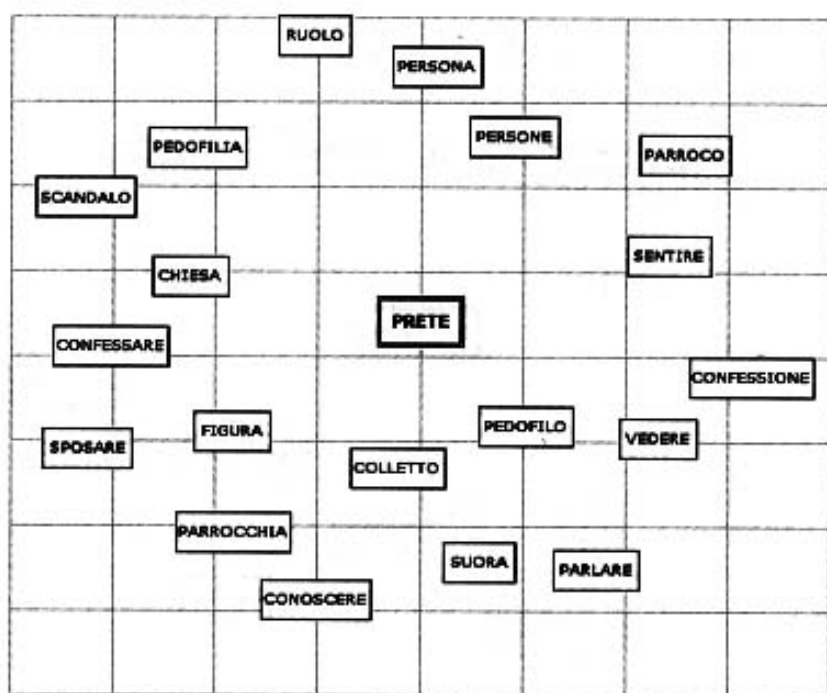 RUOLO
PERSONA
PERSONE
PEDOFILIA
PARROCO
SCANDALO
SENTIRE
CHIESA
PRETE
CONFESSARE
CONFESSIONE
FIGURA
PEDOFILO
VEDERE
SPOSARE
COLLETTO
PARROCCHIA
SUORA
PARLARE
CONOSCERE